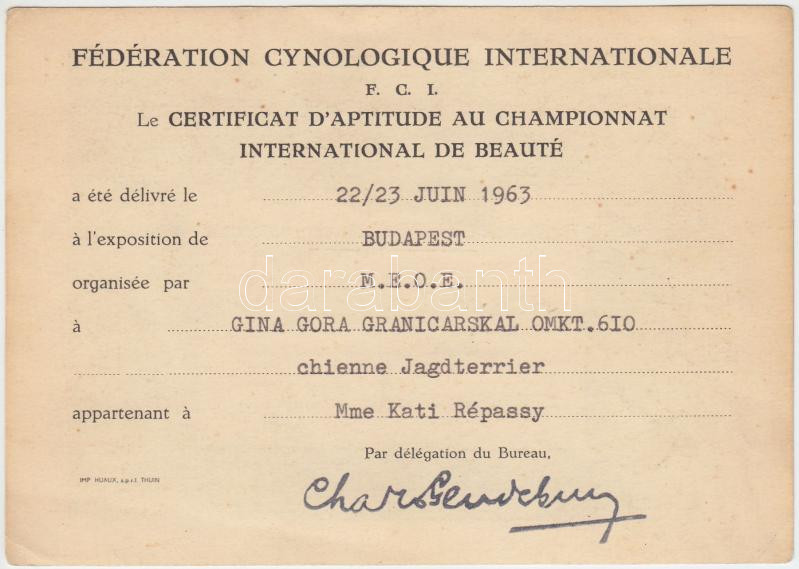 FÉDÉRATION CYNOLOGIQUE INTERNATIONALE
F. C. I.
Le CERTIFICAT D'APTITUDE AU CHAMPIONNAT
INTERNATIONAL DE BEAUTÉ
a été délivré le 22/23 JUIN 1963
à l'exposition de BUDAPEST
organisée par M.E.O.E.
darabanth
à GINA GORA GRANICARSKAL OMKT.6IO
chienne Jagdterrier
appartenant à Mme Kati Répassy
Par délégation du Bureau,
IMP HUAUX, s.p.r.l. THUIN